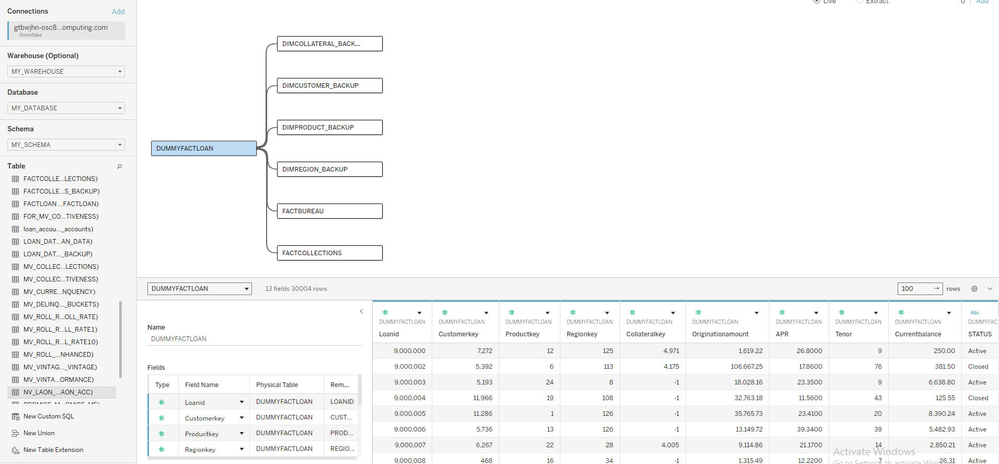 Connections
Add
gtbwjhn-osc8...omputing.com
Snowflake
Warehouse (Optional)
MY_WAREHOUSE
Database
MY_DATABASE
Schema
MY_SCHEMA
Table
FACTCOLLE...LECTIONS)
FACTCOLLE...S_BACKUP)
FACTLOAN ...FACTLOAN)
FOR_MV_CO...TIVENESS)
loan_accou..._accounts)
LOAN_DAT...AN_DATA)
LOAN_DAT..._BACKUP)
MV_COLLEC...LECTIONS)
MV_COLLEC...TIVENESS)
MV_CURRE...NQUENCY)
MV_DELINQ..._BUCKETS)
MV_ROLL_R...OLL_RATE)
MV_ROLL_R...LL_RATE1)
MV_ROLL_R...L_RATE10)
MV_ROLL_...NHANCED)
MV_VINTAG..._VINTAGE)
MV_VINTA...ORMANCE)
NV_LAON_...AON_ACC)
New Custom SQL
New Union
New Table Extension
Live Extract 0 Add
DIMCOLLATERAL_BACK...
DIMCUSTOMER_BACKUP
DIMPRODUCT_BACKUP
DUMMYFACTLOAN
DIMREGION_BACKUP
FACTBUREAU
FACTCOLLECTIONS
DUMMYFACTLOAN 13 fields 30004 rows 100 rows
Name
DUMMYFACTLOAN
Fields
Type Field Name Physical Table Rem...
Loanid DUMMYFACTLOAN LOANID
Customerkey DUMMYFACTLOAN CUST...
Productkey DUMMYFACTLOAN PROD...
Regionkey DUMMYFACTLOAN REGIO...
Abc
DUMMYFACTLOAN DUMMYFACTLOAN DUMMYFACTLOAN DUMMYFACTLOAN DUMMYFACTLOAN DUMMYFACTLOAN DUMMYFACTLOAN DUMMYFACTLOAN DUMMYFACTLOAN DUMMYFAC
Loanid Customerkey Productkey Regionkey Collateralkey Originationamount APR Tenor Currentbalance STATUS
9,000,000 7,272 12 125 4,971 1,619.22 26.8000 9 250.00 Active
9,000,002 5,392 6 113 4,175 106,667.25 17.8600 76 381.50 Closed
9,000,003 5,193 24 8 -1 18,028.16 23.3500 9 6,638.80 Active
9,000,004 11,966 19 108 -1 32,763.18 11.5600 43 125.55 Closed
9,000,005 11,286 1 126 -1 35,765.73 23.4100 20 8,390.24 Active
9,000,006 5,736 13 126 -1 13,149.72 39.3400 39 5,482.93 Active
9,000,007 6,267 22 28 4,005 9,114.86 21.1700 14 2,850.21 Active
9,000,008 468 16 34 -1 1,315.49 12.2200 7 26.31 Active
Activate Windows
Go to Settings to activate Windows.